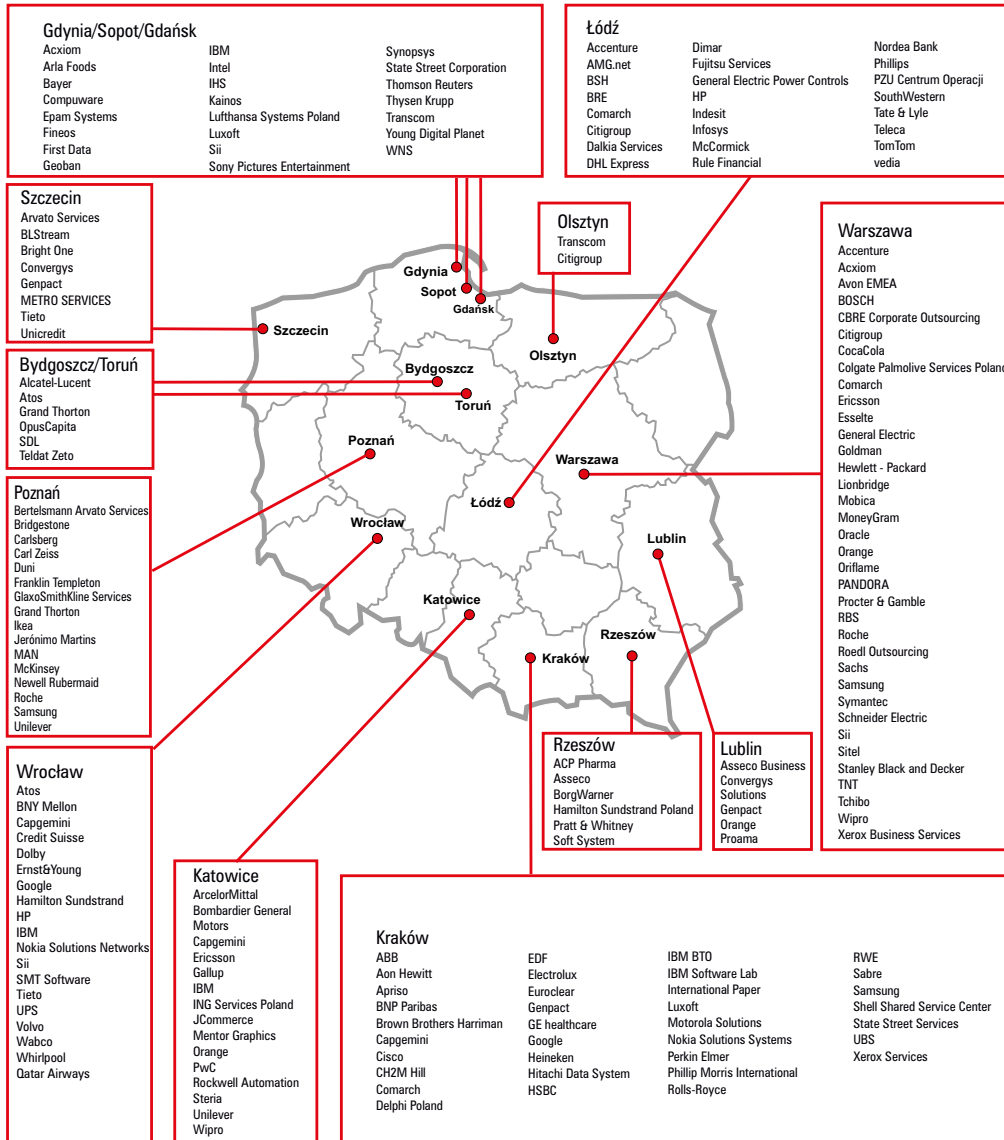 Gdynia/Sopot/Gdańsk
Acxiom
Arla Foods
Bayer
Compuware
Epam Systems
Fineos
First Data
Geoban
IBM
Intel
IHS
Kainos
Lufthansa Systems Poland
Luxoft
Sii
Sony Pictures Entertainment
Synopsys
State Street Corporation
Thomson Reuters
Thysen Krupp
Transcom
Young Digital Planet
WNS
Łódź
Accenture
AMG.net
BSH
BRE
Comarch
Citigroup
Dalkia Services
DHL Express
Dimar
Fujitsu Services
General Electric Power Controls
HP
Indesit
Infosys
McCormick
Rule Financial
Nordea Bank
Phillips
PZU Centrum Operacji
SouthWestern
Tate & Lyle
Teleca
TomTom
vedia
Szczecin
Arvato Services
BLStream
Bright One
Convergys
Genpact
METRO SERVICES
Tieto
Unicredit
Olsztyn
Transcom
Citigroup
Warszawa
Accenture
Acxiom
Avon EMEA
BOSCH
CBRE Corporate Outsourcing
Citigroup
CocaCola
Colgate Palmolive Services Poland
Comarch
Ericsson
Esselte
General Electric
Goldman
Hewlett - Packard
Lionbridge
Mobica
MoneyGram
Oracle
Orange
Oriflame
PANDORA
Procter & Gamble
RBS
Roche
Roedl Outsourcing
Sachs
Samsung
Symantec
Schneider Electric
Sii
Sitel
Stanley Black and Decker
TNT
Tchibo
Wipro
Xerox Business Services
Bydgoszcz/Toruń
Alcatel-Lucent
Atos
Grand Thorton
OpusCapita
SDL
Teldat Zeto
Gdynia
Sopot
Gdańsk
Szczecin
Olsztyn
Bydgoszcz
Toruń
Poznań
Warszawa
Łódź
Wrocław
Lublin
Katowice
Rzeszów
Kraków
Poznań
Bertelsmann Arvato Services
Bridgestone
Carlsberg
Carl Zeiss
Duni
Franklin Templeton
GlaxoSmithKline Services
Grand Thorton
Ikea
Jerónimo Martins
MAN
McKinsey
Newell Rubermaid
Roche
Samsung
Unilever
Wrocław
Atos
BNY Mellon
Capgemini
Credit Suisse
Dolby
Ernst&Young
Google
Hamilton Sundstrand
HP
IBM
Nokia Solutions Networks
Sii
SMT Software
Tieto
UPS
Volvo
Wabco
Whirlpool
Qatar Airways
Rzeszów
ACP Pharma
Asseco
BorgWarner
Hamilton Sundstrand Poland
Pratt & Whitney
Soft System
Lublin
Asseco Business
Convergys
Solutions
Genpact
Orange
Proama
Katowice
ArcelorMittal
Bombardier General
Motors
Capgemini
Ericsson
Gallup
IBM
ING Services Poland
JCommerce
Mentor Graphics
Orange
PwC
Rockwell Automation
Steria
Unilever
Wipro
Kraków
ABB
Aon Hewitt
Apriso
BNP Paribas
Brown Brothers Harriman
Capgemini
Cisco
CH2M Hill
Comarch
Delphi Poland
EDF
Electrolux
Euroclear
Genpact
GE healthcare
Google
Heineken
Hitachi Data System
HSBC
IBM BTO
IBM Software Lab
International Paper
Luxoft
Motorola Solutions
Nokia Solutions Systems
Perkin Elmer
Phillip Morris International
Rolls-Royce
RWE
Sabre
Samsung
Shell Shared Service Center
State Street Services
UBS
Xerox Services